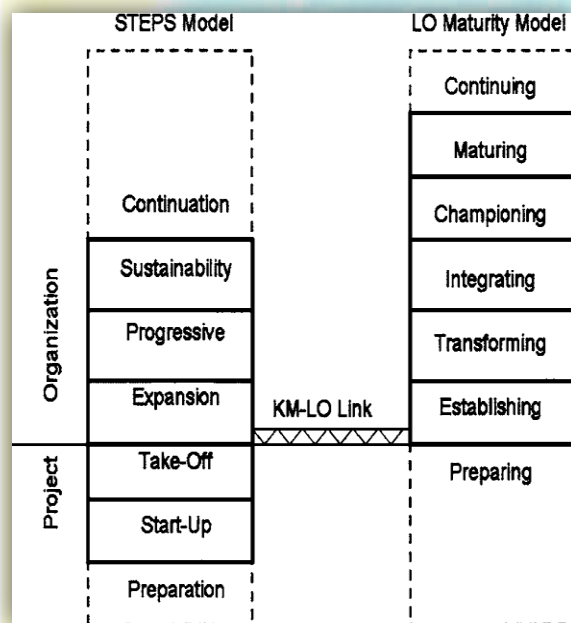 STEPS Model
LO Maturity Model
Continuing
Maturing
Continuation
Championing
Sustainability
Integrating
Organization
Progressive
Transforming
Expansion
KM-LO Link
Establishing
Project
Take-Off
Preparing
Start-Up
Preparation